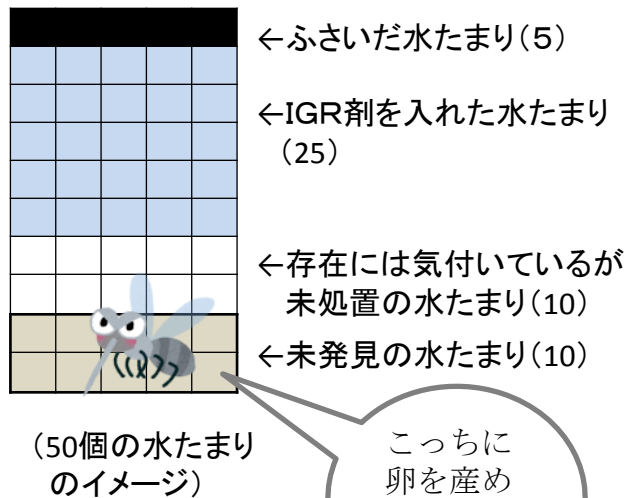 ←ふさいだ水たまり(5)
←IGR剤を入れた水たまり
(25)
←存在には気付いているが
未処置の水たまり(10)
←未発見の水たまり(10)
(50個の水たまり
のイメージ)
こっちに
卵を産め